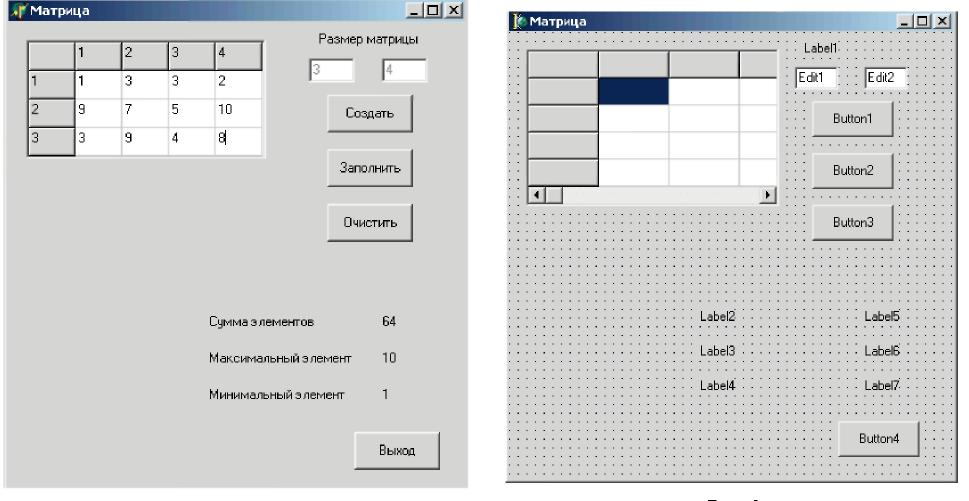 Матрица
Размер матрицы
3 4
1 2 3 4
1 1 3 3 2
2 9 7 5 10
3 3 9 4 8
Создать
Заполнить
Очистить
Сумма элементов 64
Максимальный элемент 10
Минимальный элемент 1
Выход
Матрица
Label1
Edit1 Edit2
Button1
Button2
Button3
Label2 Label5
Label3 Label6
Label4 Label7
Button4